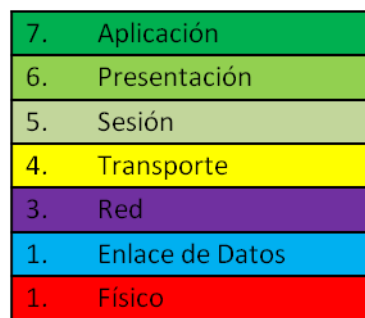 7. Aplicación
6. Presentación
5. Sesión
4. Transporte
3. Red
1. Enlace de Datos
1. Físico